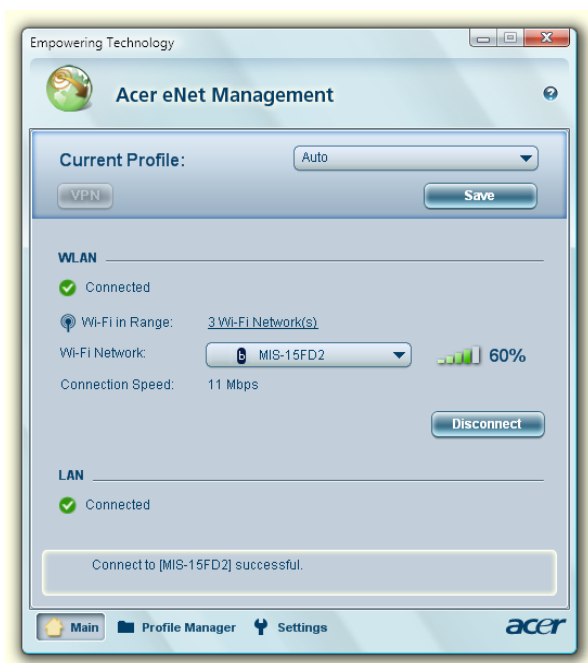 Empowering Technology
Acer eNet Management
Current Profile:
Auto
VPN
Save
WLAN
Connected
Wi-Fi in Range:
3 Wi-Fi Network(s)
Wi-Fi Network:
b MIS-15FD2
60%
Connection Speed:
11 Mbps
Disconnect
LAN
Connected
Connect to [MIS-15FD2] successful.
Main
Profile Manager
Settings
acer